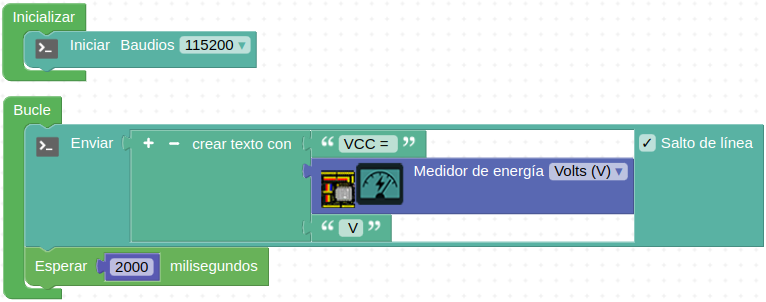 Inicializar
Iniciar Baudios 115200
Bucle
Enviar + − crear texto con “ VCC = ” ✓ Salto de línea
Medidor de energía Volts (V)
“ V ”
Esperar 2000 milisegundos